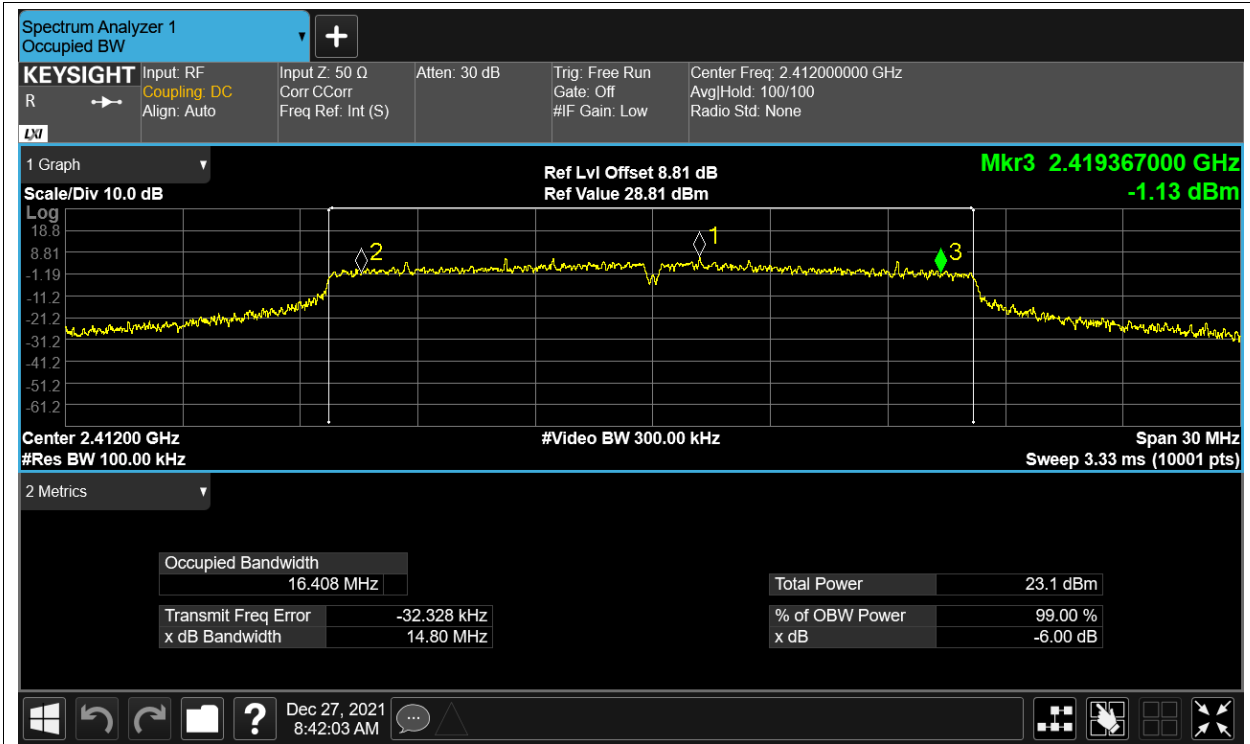 Spectrum Analyzer 1
Occupied BW
KEYSIGHT
R
LXI
Input: RF
Coupling: DC
Align: Auto
Input Z: 50 Ω
Corr CCorr
Freq Ref: Int (S)
Atten: 30 dB
Trig: Free Run
Gate: Off
#IF Gain: Low
Center Freq: 2.412000000 GHz
Avg|Hold: 100/100
Radio Std: None
1 Graph
Scale/Div 10.0 dB
Ref Lvl Offset 8.81 dB
Ref Value 28.81 dBm
Mkr3 2.419367000 GHz
-1.13 dBm
Log
18.8
8.81
-1.19
-11.2
-21.2
-31.2
-41.2
-51.2
-61.2
1
2
3
Center 2.41200 GHz
#Res BW 100.00 kHz
#Video BW 300.00 kHz
Span 30 MHz
Sweep 3.33 ms (10001 pts)
2 Metrics
Occupied Bandwidth
16.408 MHz
Transmit Freq Error -32.328 kHz
x dB Bandwidth 14.80 MHz
Total Power 23.1 dBm
% of OBW Power 99.00 %
x dB -6.00 dB
?
Dec 27, 2021
8:42:03 AM